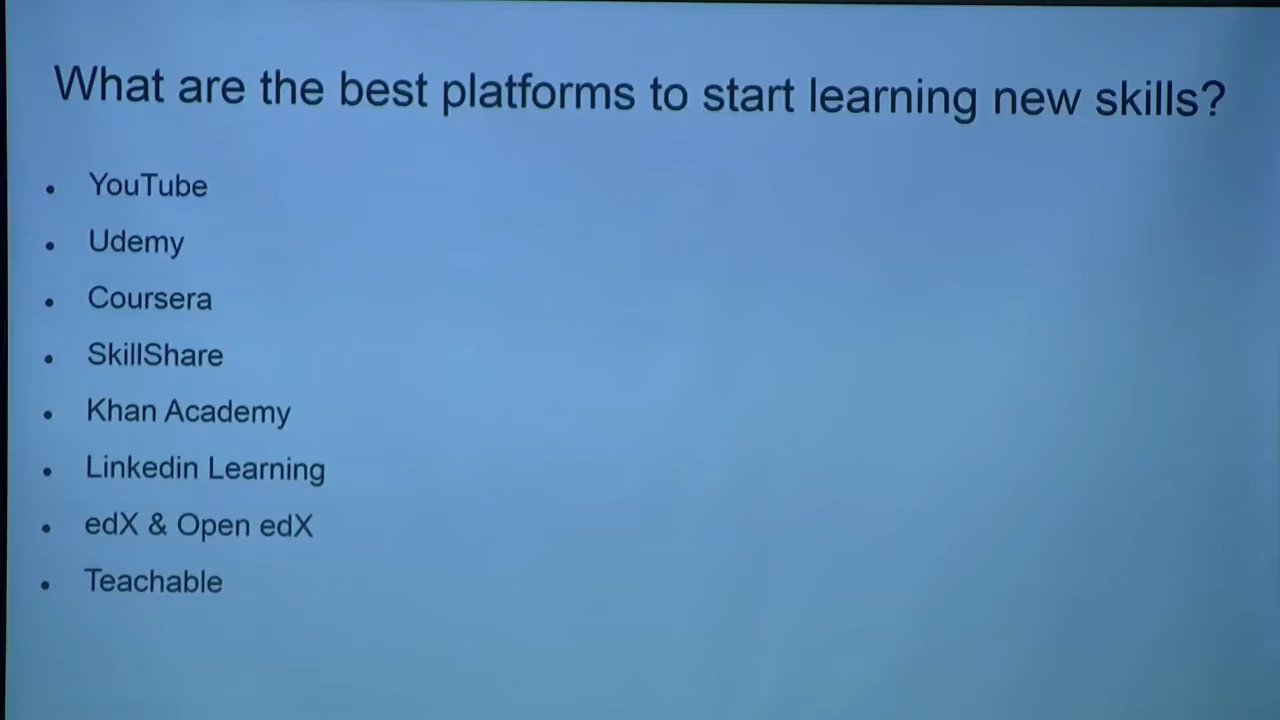 What are the best platforms to start learning new skills?
• YouTube
• Udemy
• Coursera
• SkillShare
• Khan Academy
• Linkedin Learning
• edX & Open edX
• Teachable